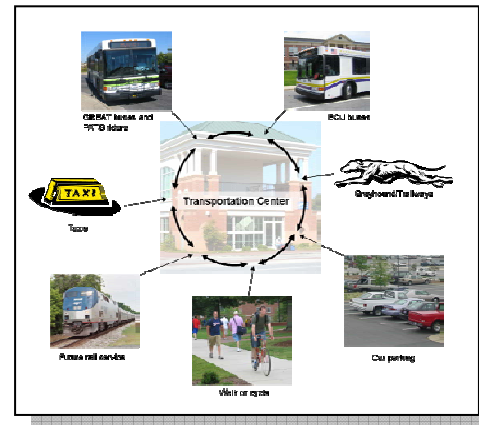 GREAT buses and
PATS riders
ECU buses
TAXI
Transportation Center
Greyhound/Trailways
Taxis
Future rail service
Car parking
Walk or cycle